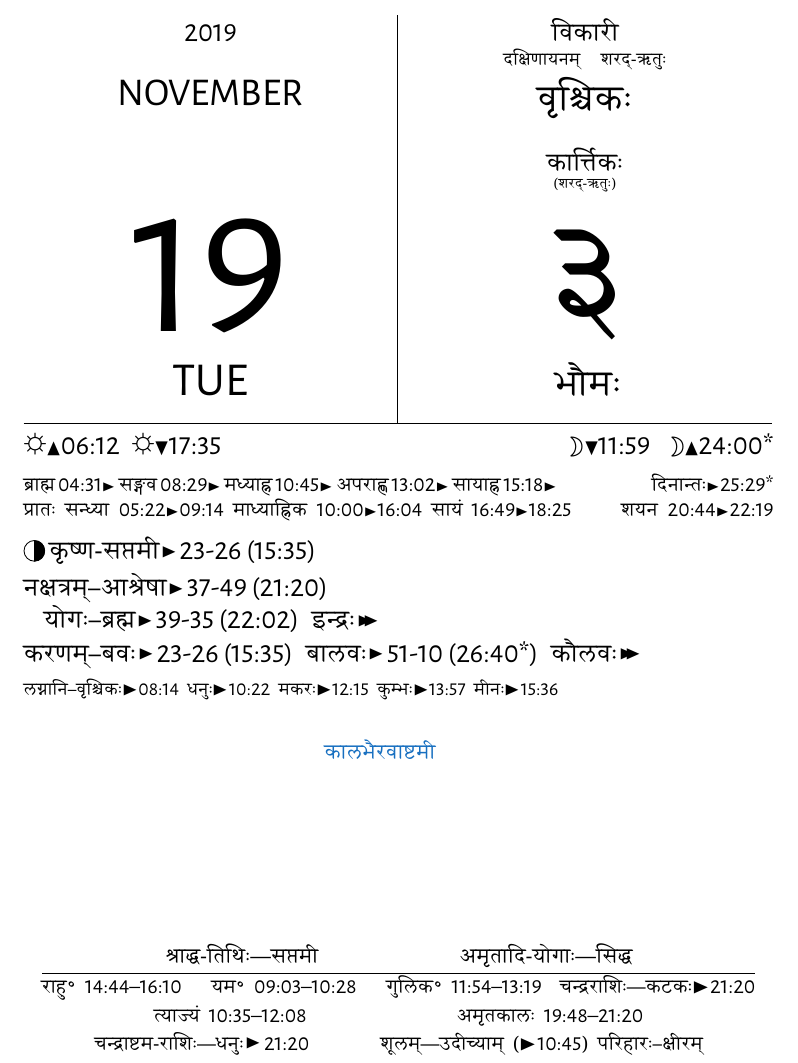 2019
NOVEMBER
19
TUE
विकारी
दक्षिणायनम् शरद्-ऋतुः
वृश्चिकः
कार्त्तिकः
(शरद्-ऋतुः)
३
भौमः
☼▲06:12 ☼▼17:35 ☽▼11:59 ☽▲24:00*
ब्राह्म 04:31► सङ्गव 08:29► मध्याह्न 10:45► अपराह्ण 13:02► सायाह्न 15:18► दिनान्तः►25:29*
प्रातः सन्ध्या 05:22►09:14 माध्याह्निक 10:00►16:04 सायं 16:49►18:25 शयन 20:44►22:19
◑ कृष्ण-सप्तमी►23-26 (15:35)
नक्षत्रम्–आश्रेषा►37-49 (21:20)
योगः–ब्रह्म►39-35 (22:02) इन्द्रः►►
करणम्–बवः►23-26 (15:35) बालवः►51-10 (26:40*) कौलवः►►
लग्नानि–वृश्चिकः►08:14 धनुः►10:22 मकरः►12:15 कुम्भः►13:57 मीनः►15:36
कालभैरवाष्टमी
श्राद्ध-तिथिः—सप्तमी अमृतादि-योगाः—सिद्ध
राहु° 14:44–16:10 यम° 09:03–10:28 गुलिक° 11:54–13:19 चन्द्रराशिः—कटकः►21:20
त्याज्यं 10:35–12:08 अमृतकालः 19:48–21:20
चन्द्राष्टम-राशिः—धनुः►21:20 शूलम्—उदीच्याम् (►10:45) परिहारः–क्षीरम्